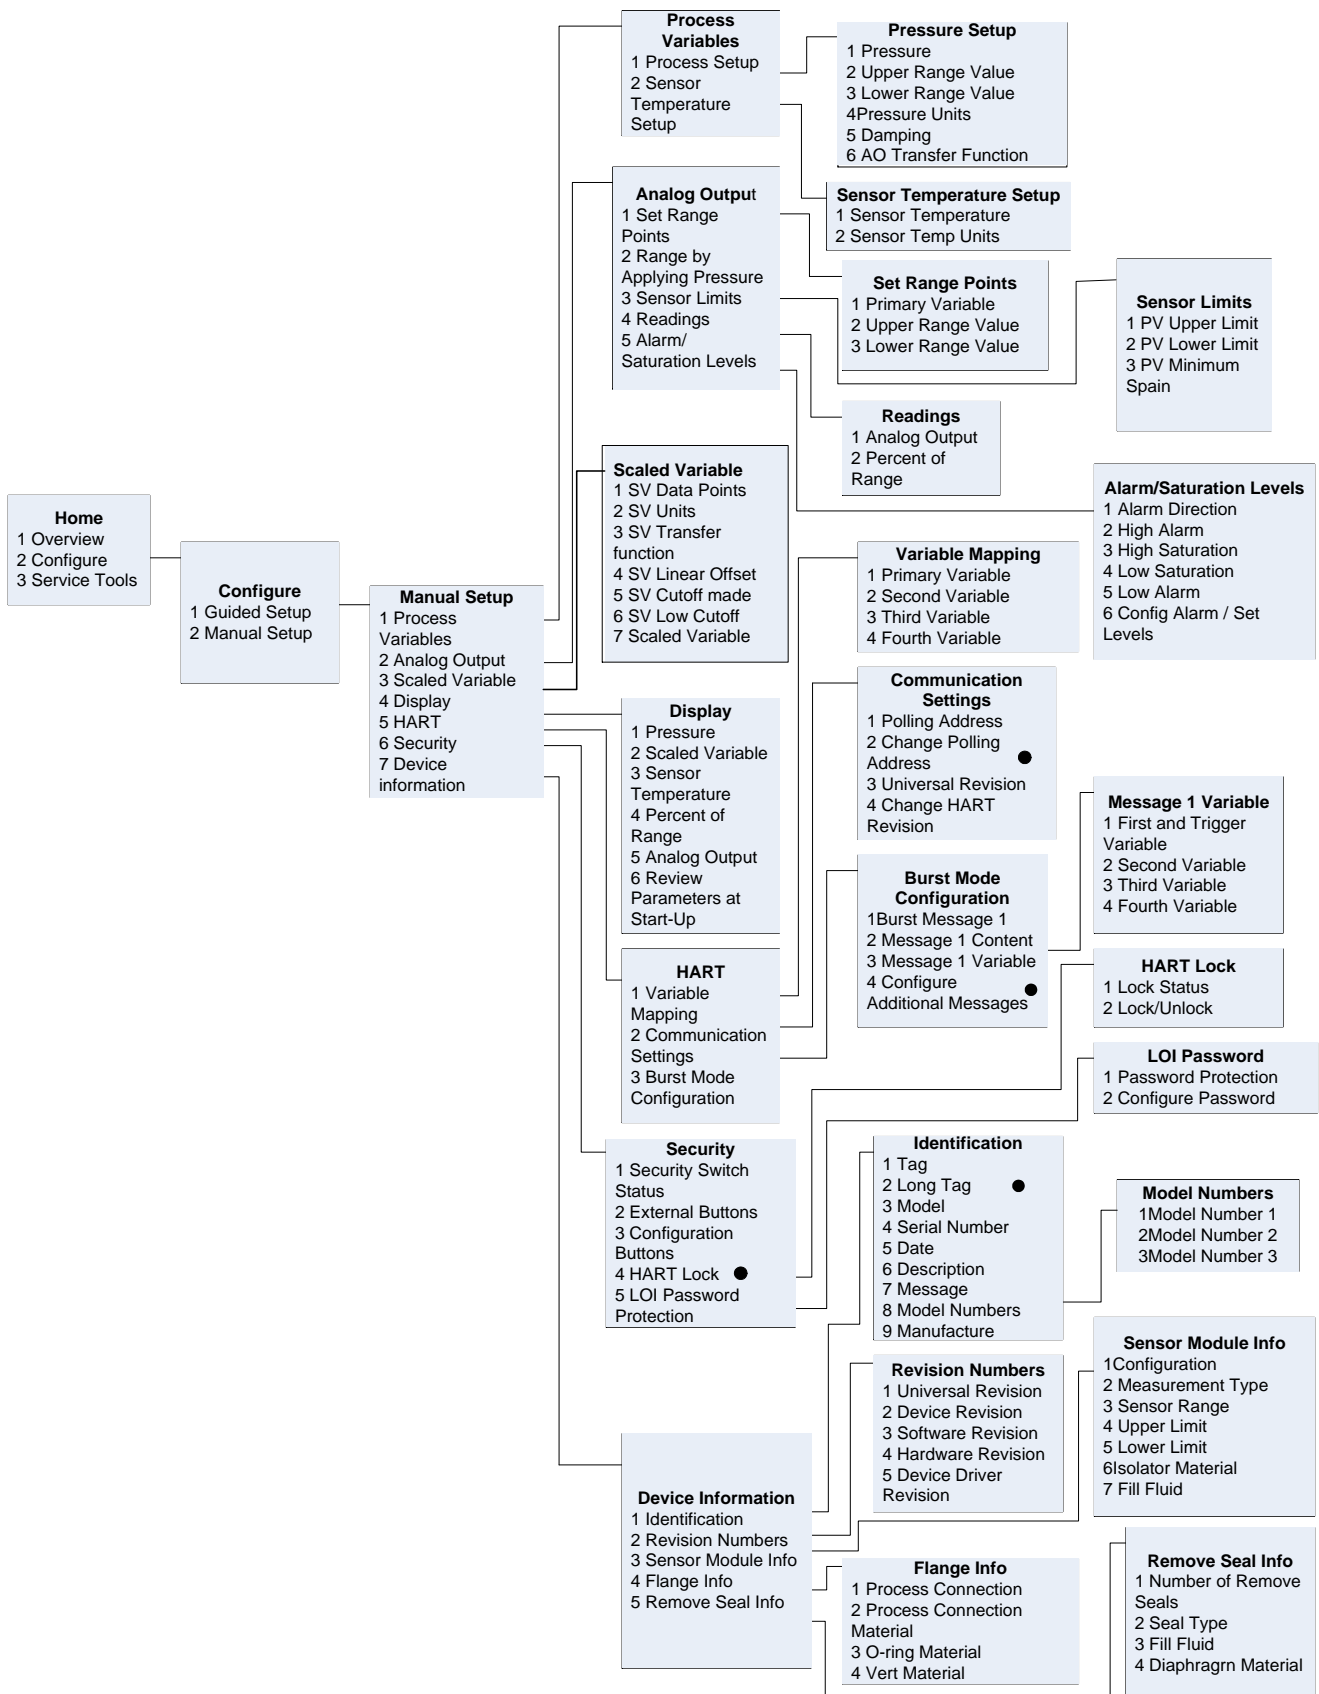 Home
1 Overview
2 Configure
3 Service Tools
Configure
1 Guided Setup
2 Manual Setup
Manual Setup
1 Process
Variables
2 Analog Output
3 Scaled Variable
4 Display
5 HART
6 Security
7 Device
information
Process
Variables
1 Process Setup
2 Sensor
Temperature
Setup
Pressure Setup
1 Pressure
2 Upper Range Value
3 Lower Range Value
4Pressure Units
5 Damping
6 AO Transfer Function
Sensor Temperature Setup
1 Sensor Temperature
2 Sensor Temp Units
Analog Output
1 Set Range
Points
2 Range by
Applying Pressure
3 Sensor Limits
4 Readings
5 Alarm/
Saturation Levels
Set Range Points
1 Primary Variable
2 Upper Range Value
3 Lower Range Value
Sensor Limits
1 PV Upper Limit
2 PV Lower Limit
3 PV Minimum
Spain
Readings
1 Analog Output
2 Percent of
Range
Alarm/Saturation Levels
1 Alarm Direction
2 High Alarm
3 High Saturation
4 Low Saturation
5 Low Alarm
6 Config Alarm / Set
Levels
Scaled Variable
1 SV Data Points
2 SV Units
3 SV Transfer
function
4 SV Linear Offset
5 SV Cutoff made
6 SV Low Cutoff
7 Scaled Variable
Display
1 Pressure
2 Scaled Variable
3 Sensor
Temperature
4 Percent of
Range
5 Analog Output
6 Review
Parameters at
Start-Up
HART
1 Variable
Mapping
2 Communication
Settings
3 Burst Mode
Configuration
Variable Mapping
1 Primary Variable
2 Second Variable
3 Third Variable
4 Fourth Variable
Communication
Settings
1 Polling Address
2 Change Polling
Address
3 Universal Revision
4 Change HART
Revision
Burst Mode
Configuration
1Burst Message 1
2 Message 1 Content
3 Message 1 Variable
4 Configure
Additional Messages
Message 1 Variable
1 First and Trigger
Variable
2 Second Variable
3 Third Variable
4 Fourth Variable
Security
1 Security Switch
Status
2 External Buttons
3 Configuration
Buttons
4 HART Lock
5 LOI Password
Protection
HART Lock
1 Lock Status
2 Lock/Unlock
LOI Password
1 Password Protection
2 Configure Password
Device Information
1 Identification
2 Revision Numbers
3 Sensor Module Info
4 Flange Info
5 Remove Seal Info
Identification
1 Tag
2 Long Tag
3 Model
4 Serial Number
5 Date
6 Description
7 Message
8 Model Numbers
9 Manufacture
Model Numbers
1Model Number 1
2Model Number 2
3Model Number 3
Revision Numbers
1 Universal Revision
2 Device Revision
3 Software Revision
4 Hardware Revision
5 Device Driver
Revision
Sensor Module Info
1Configuration
2 Measurement Type
3 Sensor Range
4 Upper Limit
5 Lower Limit
6Isolator Material
7 Fill Fluid
Flange Info
1 Process Connection
2 Process Connection
Material
3 O-ring Material
4 Vert Material
Remove Seal Info
1 Number of Remove
Seals
2 Seal Type
3 Fill Fluid
4 Diaphragrn Material